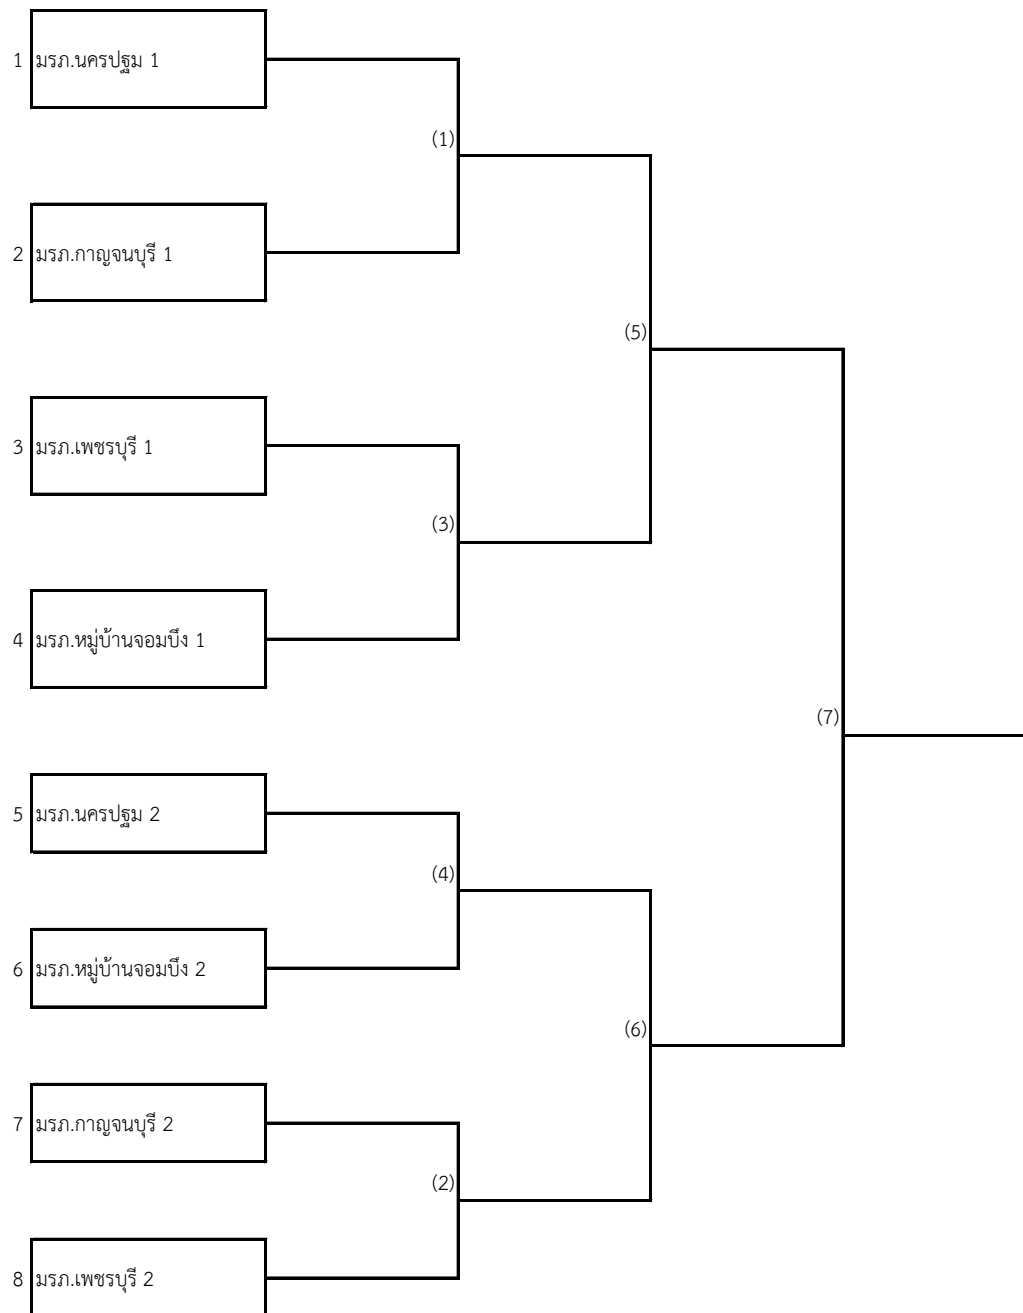 1 มรภ.นครปฐม 1
(1)
2 มรภ.กาญจนบุรี 1
(5)
3 มรภ.เพชรบุรี 1
(3)
4 มรภ.หมู่บ้านจอมบึง 1
(7)
5 มรภ.นครปฐม 2
(4)
6 มรภ.หมู่บ้านจอมบึง 2
(6)
7 มรภ.กาญจนบุรี 2
(2)
8 มรภ.เพชรบุรี 2